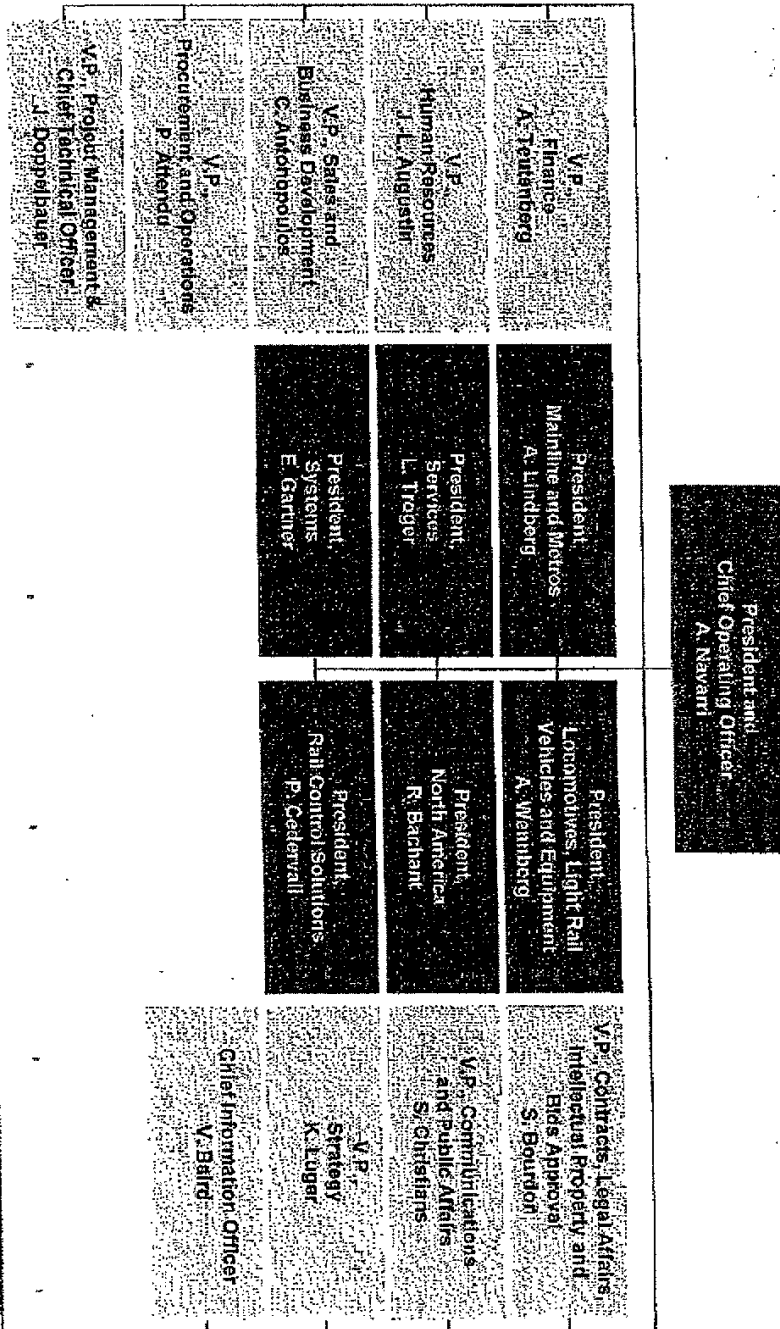 President and
Chief Operating Officer
A. Navarri
V.P.,
Finance
A. Teutenberg
V.P.,
Human Resources
J.-L. Augustin
V.P., Sales and
Business Development
C. Antonopoulos
V.P.,
Procurement and Operations
P. Attendu
V.P., Project Management &
Chief Technical Officer
J. Doppelbauer
President,
Mainline and Metros
A. Lindberg
President,
Services
L. Troger
President,
Systems
E. Gartner
President,
Locomotives, Light Rail
Vehicles and Equipment
A. Wennberg
President,
North America
R. Bachant
President,
Rail Control Solutions
P. Cedervall
V.P., Contracts, Legal Affairs,
Intellectual Property and
Bids Approval
S. Bourdon
V.P., Communications
and Public Affairs
S. Christians
V.P.,
Strategy
K. Luger
Chief Information Officer
V. Baird